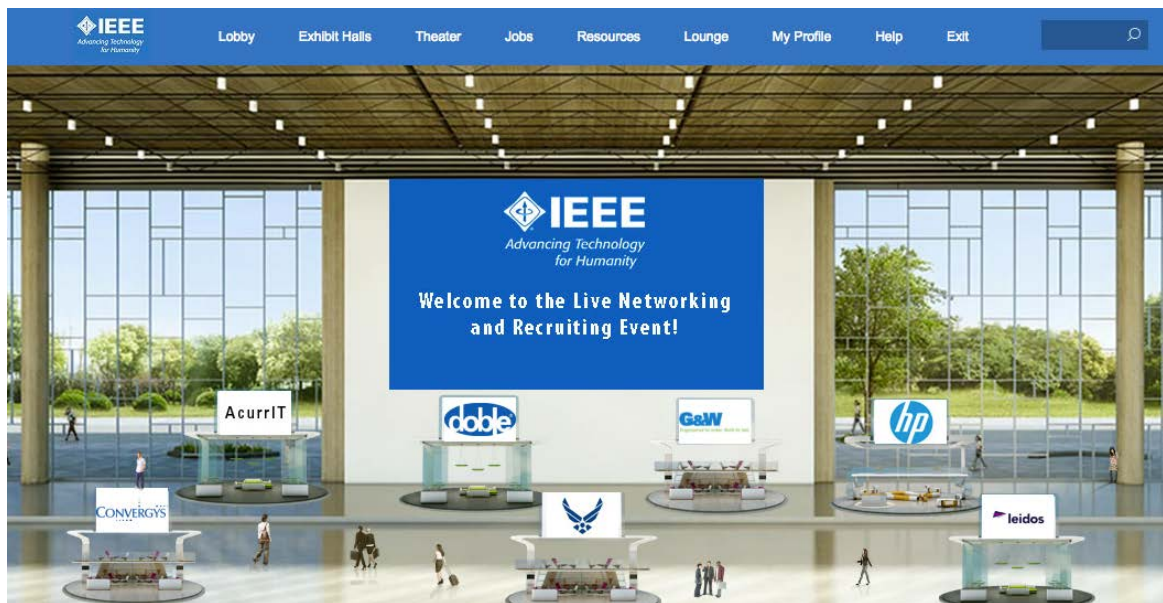 IEEE
Advancing Technology
for Humanity
Lobby Exhibit Halls Theater Jobs Resources Lounge My Profile Help Exit
IEEE
Advancing Technology
for Humanity
Welcome to the Live Networking
and Recruiting Event!
AcurrIT
doble
G&W
hp
CONVERGYS
leidos